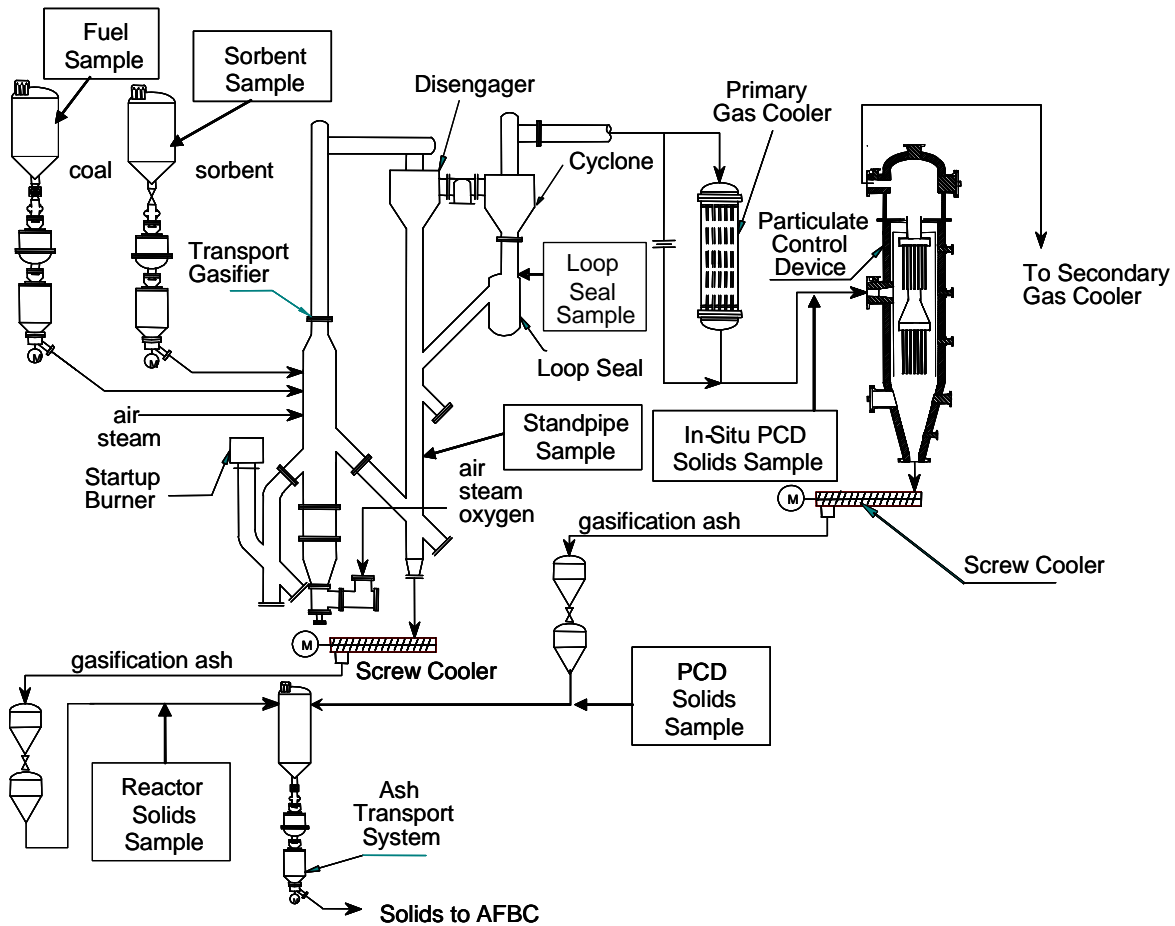 Fuel
Sample
Sorbent
Sample
Disengager
Primary
Gas Cooler
coal
sorbent
Cyclone
Transport
Gasifier
Particulate
Control
Device
Loop
Seal
Sample
To Secondary
Gas Cooler
Loop Seal
M
M
air
steam
Standpipe
Sample
In-Situ PCD
Solids Sample
Startup
Burner
air
steam
oxygen
M
gasification ash
Screw Cooler
M
gasification ash
Screw Cooler
PCD
Solids
Sample
Reactor
Solids
Sample
Ash
Transport
System
M
Solids to AFBC